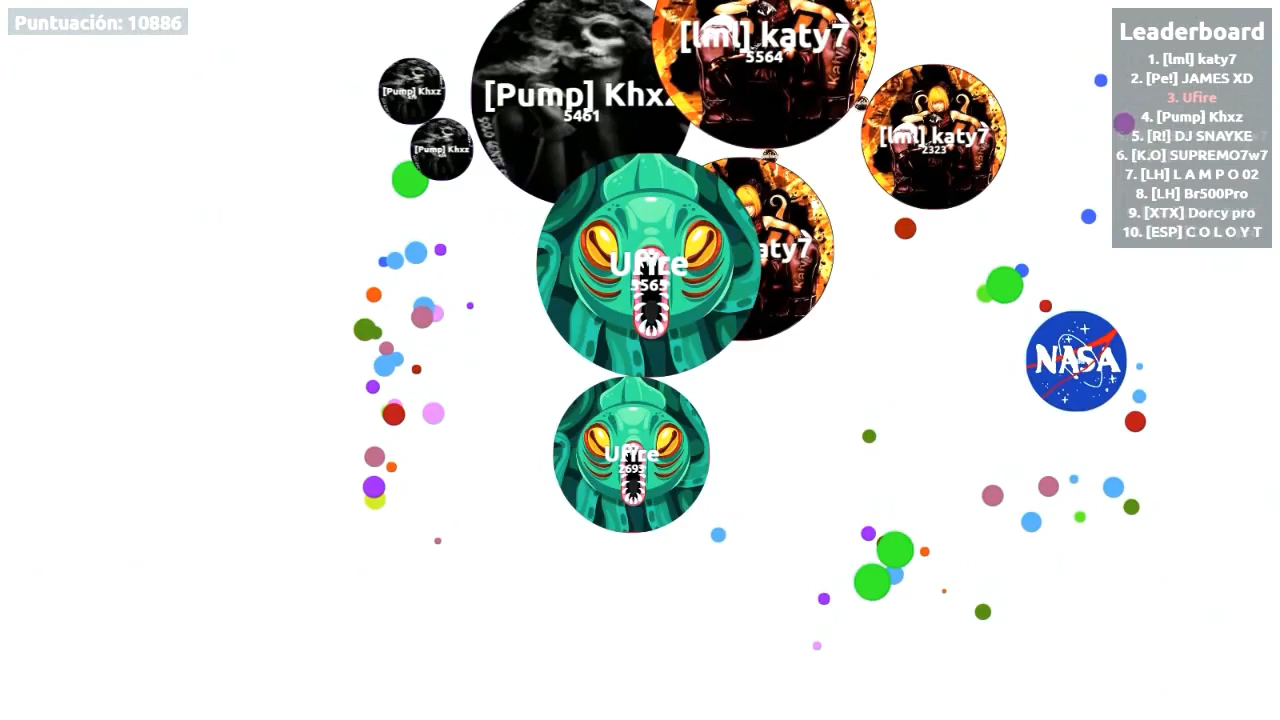 Puntuación: 10886
Leaderboard
1. [lml] katy7
2. [Pe!] JAMES XD
3. Ufire
4. [Pump] Khxz
5. [R!] DJ SNAYKE
6. [K.O] SUPREMO7w7
7. [LH] L A M P O 02
8. [LH] Br500Pro
9. [XTX] Dorcy pro
10. [ESP] C O L O Y T
[lml] katy7
5564
[Pump] Khxz
[Pump] Khxz
5461
[lml] katy7
2323
[Pump] Khxz
aty7
Ufire
5565
NASA
Ufire
2693